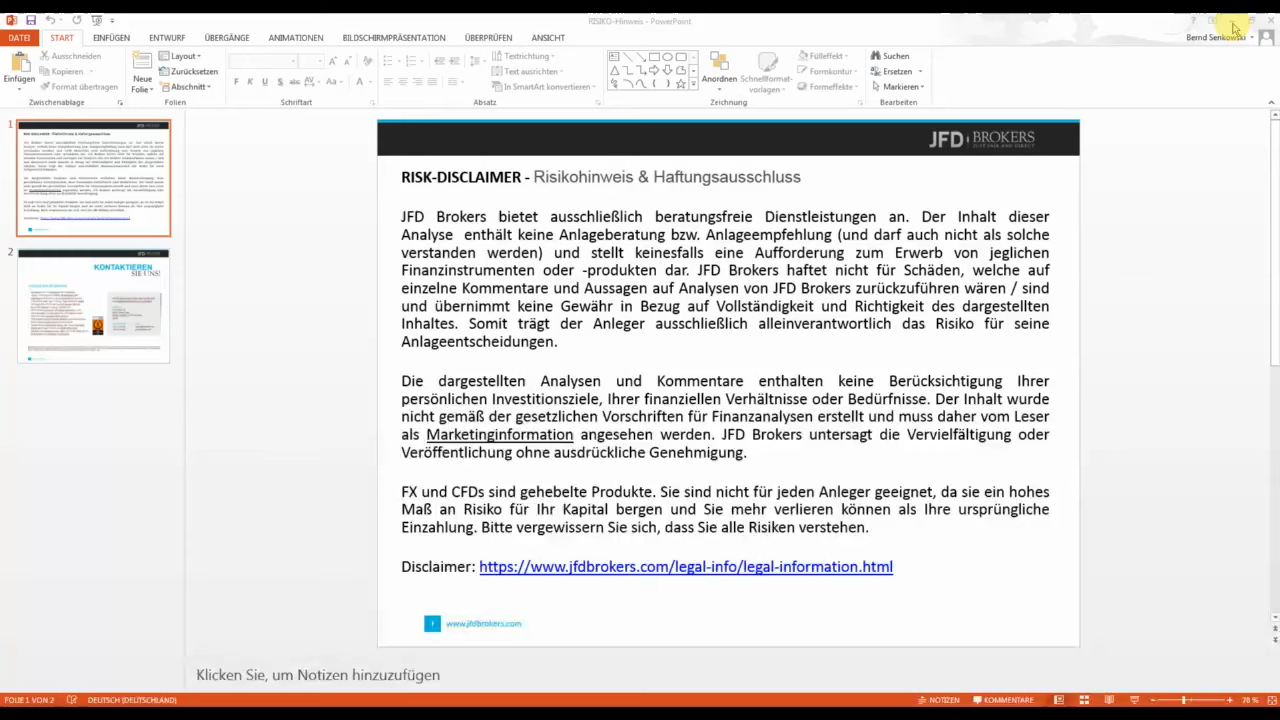 RISIKO-Hinweis - PowerPoint
DATEI START EINFÜGEN ENTWURF ÜBERGÄNGE ANIMATIONEN BILDSCHIRMPRÄSENTATION ÜBERPRÜFEN ANSICHT
Bernd Senkowski
Einfügen
Ausschneiden
Kopieren
Format übertragen
Zwischenablage
Neue Folie
Layout
Zurücksetzen
Abschnitt
Folien
F K U S
Aa
A
Schriftart
Textrichtung
Text ausrichten
In SmartArt konvertieren
Absatz
Anordnen
Schnellformat-
vorlagen
Fülleffekt
Formkontur
Formeffekte
Zeichnung
Suchen
Ersetzen
Markieren
Bearbeiten
1
2
KONTAKTIEREN
SIE UNS!
JFD BROKERS
JUST FAIR AND DIRECT
RISK-DISCLAIMER - Risikohinweis & Haftungsausschuss
JFD Brokers bietet ausschließlich beratungsfreie Dienstleistungen an. Der Inhalt dieser
Analyse enthält keine Anlageberatung bzw. Anlageempfehlung (und darf auch nicht als solche
verstanden werden) und stellt keinesfalls eine Aufforderung zum Erwerb von jeglichen
Finanzinstrumenten oder -produkten dar. JFD Brokers haftet nicht für Schäden, welche auf
einzelne Kommentare und Aussagen auf Analysen von JFD Brokers zurückzuführen wären / sind
und übernimmt keine Gewähr in Bezug auf Vollständigkeit und Richtigkeit des dargestellten
Inhaltes. Somit trägt der Anleger ausschließlich alleinverantwortlich das Risiko für seine
Anlageentscheidungen.
Die dargestellten Analysen und Kommentare enthalten keine Berücksichtigung Ihrer
persönlichen Investitionsziele, Ihrer finanziellen Verhältnisse oder Bedürfnisse. Der Inhalt wurde
nicht gemäß der gesetzlichen Vorschriften für Finanzanalysen erstellt und muss daher vom Leser
als Marketinginformation angesehen werden. JFD Brokers untersagt die Vervielfältigung oder
Veröffentlichung ohne ausdrückliche Genehmigung.
FX und CFDs sind gehebelte Produkte. Sie sind nicht für jeden Anleger geeignet, da sie ein hohes
Maß an Risiko für Ihr Kapital bergen und Sie mehr verlieren können als Ihre ursprüngliche
Einzahlung. Bitte vergewissern Sie sich, dass Sie alle Risiken verstehen.
Disclaimer: https://www.jfdbrokers.com/legal-info/legal-information.html
www.jfdbrokers.com
Klicken Sie, um Notizen hinzuzufügen
FOLIE 1 VON 2 DEUTSCH (DEUTSCHLAND) NOTIZEN KOMMENTARE 78 %